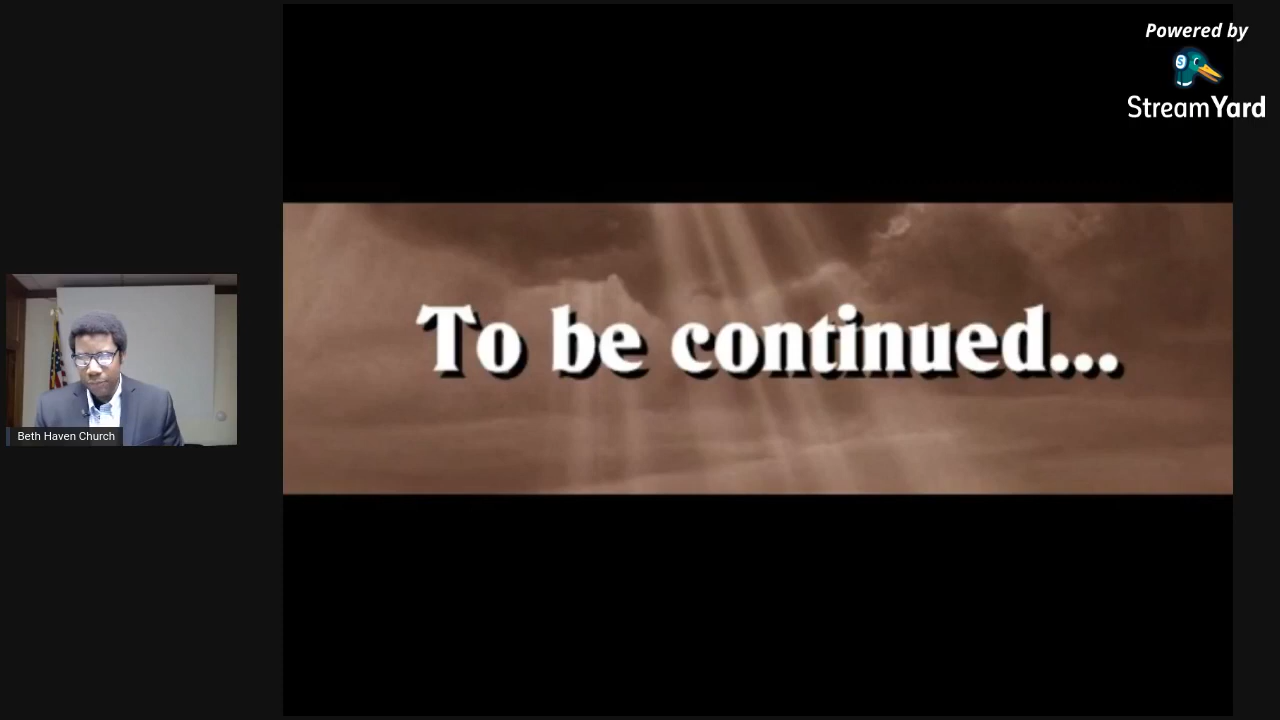 Powered by
S
StreamYard
To be continued...
Beth Haven Church